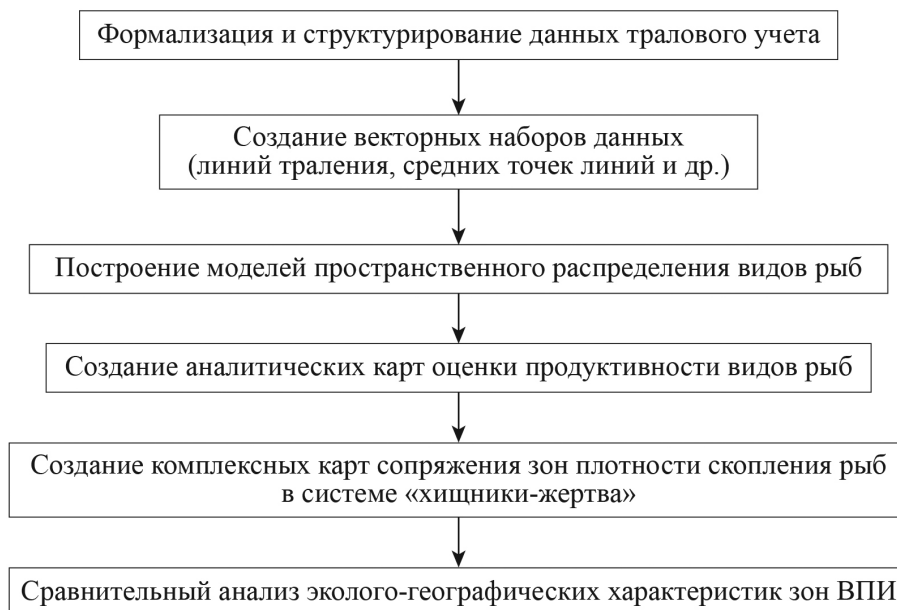 Формализация и структурирование данных тралового учета
Создание векторных наборов данных
(линий траления, средних точек линий и др.)
Построение моделей пространственного распределения видов рыб
Создание аналитических карт оценки продуктивности видов рыб
Создание комплексных карт сопряжения зон плотности скопления рыб
в системе «хищники-жертва»
Сравнительный анализ эколого-географических характеристик зон ВПИ